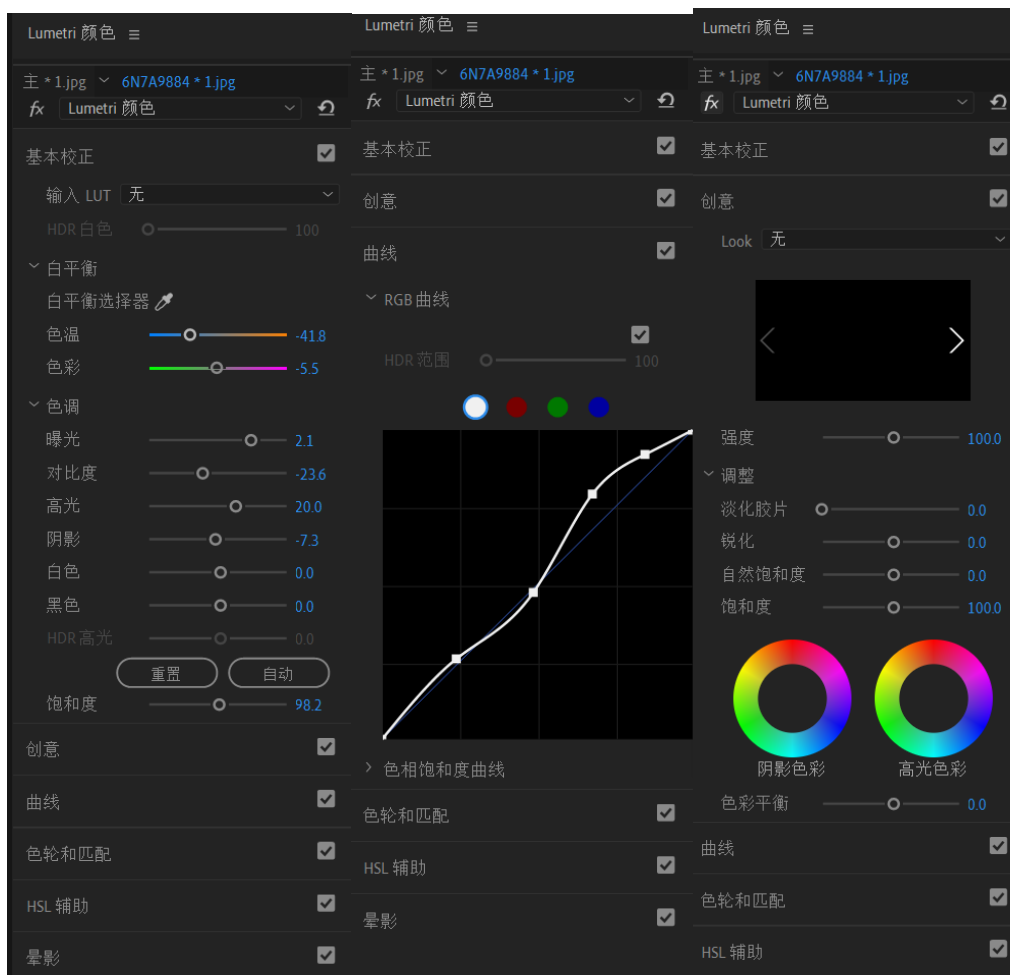 Lumetri 颜色
主 * 1.jpg 6N7A9884 * 1.jpg
fx Lumetri 颜色
基本校正
输入 LUT 无
HDR 白色 100
白平衡
白平衡选择器
色温 -41.8
色彩 -5.5
色调
曝光 2.1
对比度 -23.6
高光 20.0
阴影 -7.3
白色 0.0
黑色 0.0
HDR 高光 0.0
重置 自动
饱和度 98.2
创意
曲线
色轮和匹配
HSL 辅助
晕影
Lumetri 颜色
主 * 1.jpg 6N7A9884 * 1.jpg
fx Lumetri 颜色
基本校正
创意
曲线
RGB 曲线
HDR 范围 100
色相饱和度曲线
色轮和匹配
HSL 辅助
晕影
Lumetri 颜色
主 * 1.jpg 6N7A9884 * 1.jpg
fx Lumetri 颜色
基本校正
创意
Look 无
强度 100.0
调整
淡化胶片 0.0
锐化 0.0
自然饱和度 0.0
饱和度 100.0
阴影色彩 高光色彩
色彩平衡 0.0
曲线
色轮和匹配
HSL 辅助